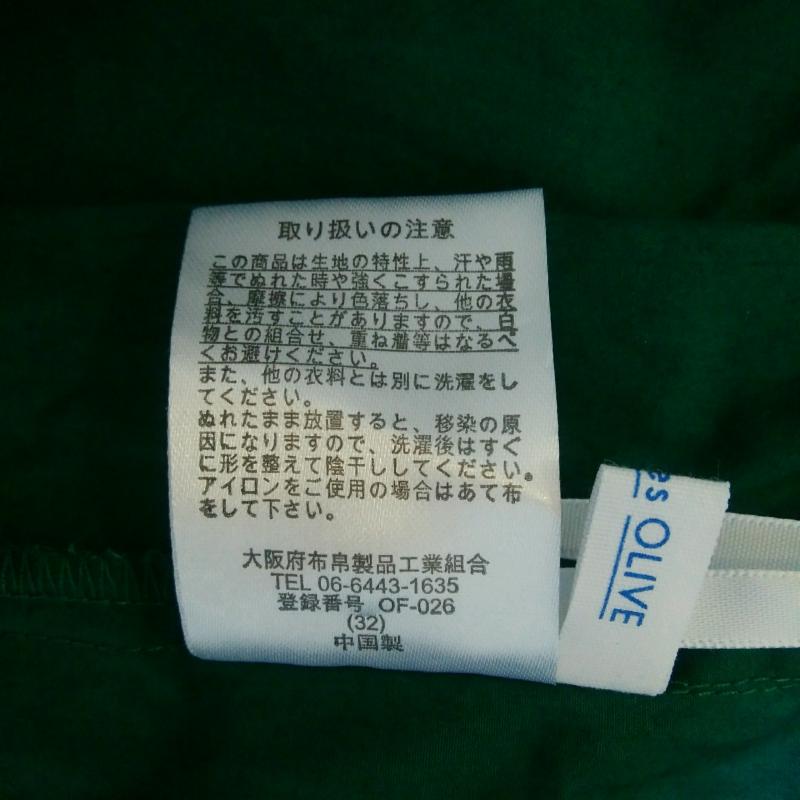 取り扱いの注意
この商品は生地の特性上、汗や雨
等でぬれた時や強くこすられた場
合、摩擦により色落ちし、他の衣
料を汚すことがありますので、白
物との組合せ、重ね着等はなるべ
くお避けください。
また、他の衣料とは別に洗濯をし
てください。
ぬれたまま放置すると、移染の原
因になりますので、洗濯後はすぐ
に形を整えて陰干ししてください。
アイロンをご使用の場合はあて布
をして下さい。
大阪府布帛製品工業組合
TEL 06-6443-1635
登録番号 OF-026
(32)
中国製
es OLIVE